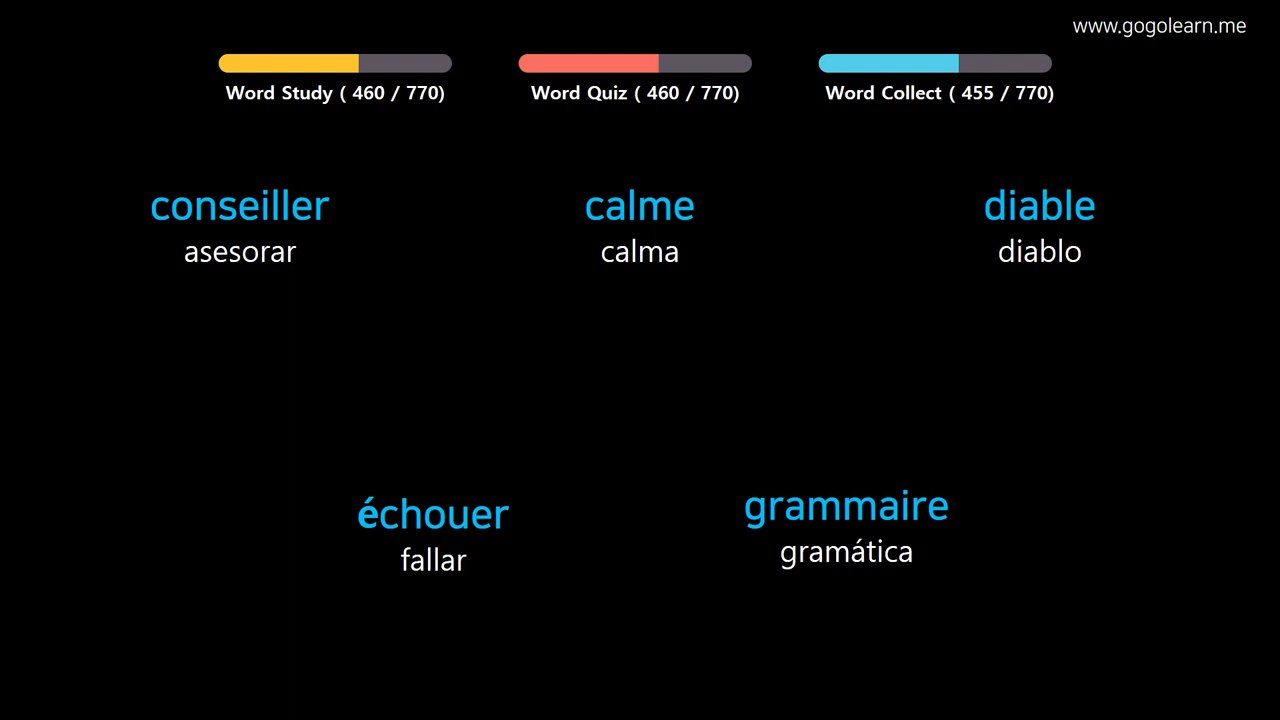 www.gogolearn.me
Word Study ( 460 / 770)
Word Quiz ( 460 / 770)
Word Collect ( 455 / 770)
conseiller
asesorar
calme
calma
diable
diablo
échouer
fallar
grammaire
gramática